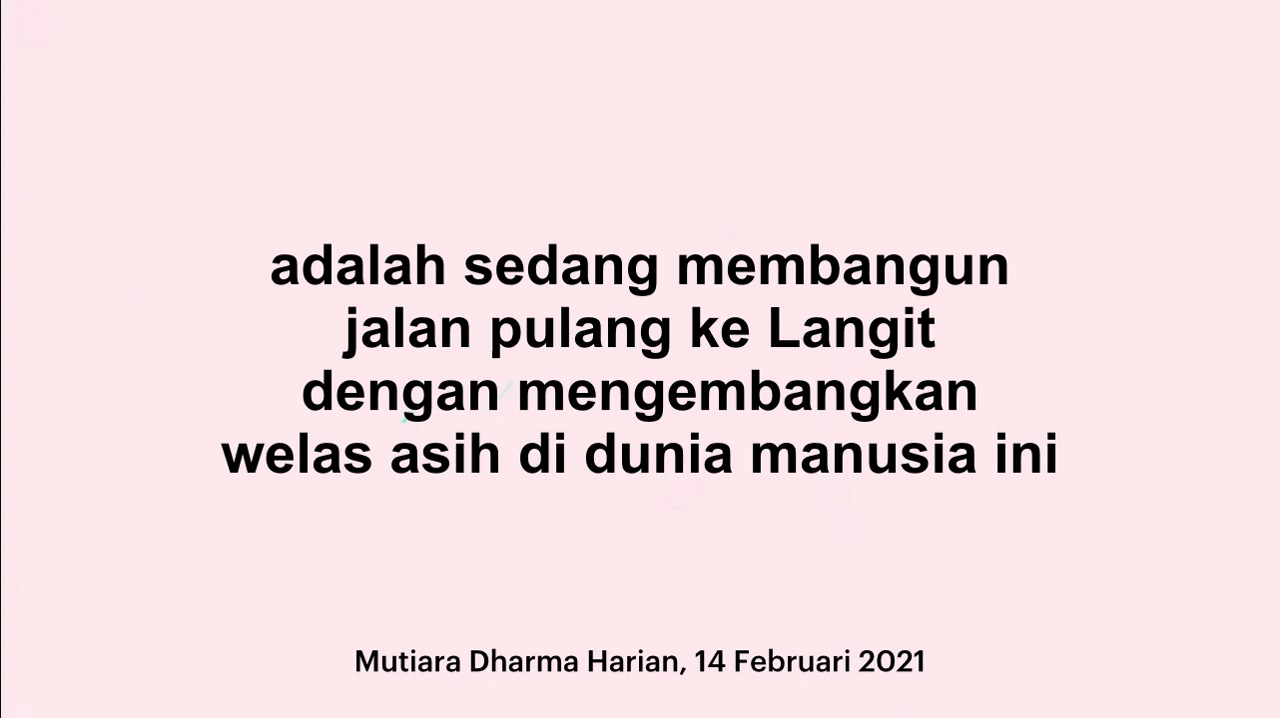 adalah sedang membangun
jalan pulang ke Langit
dengan mengembangkan
welas asih di dunia manusia ini
Mutiara Dharma Harian, 14 Februari 2021